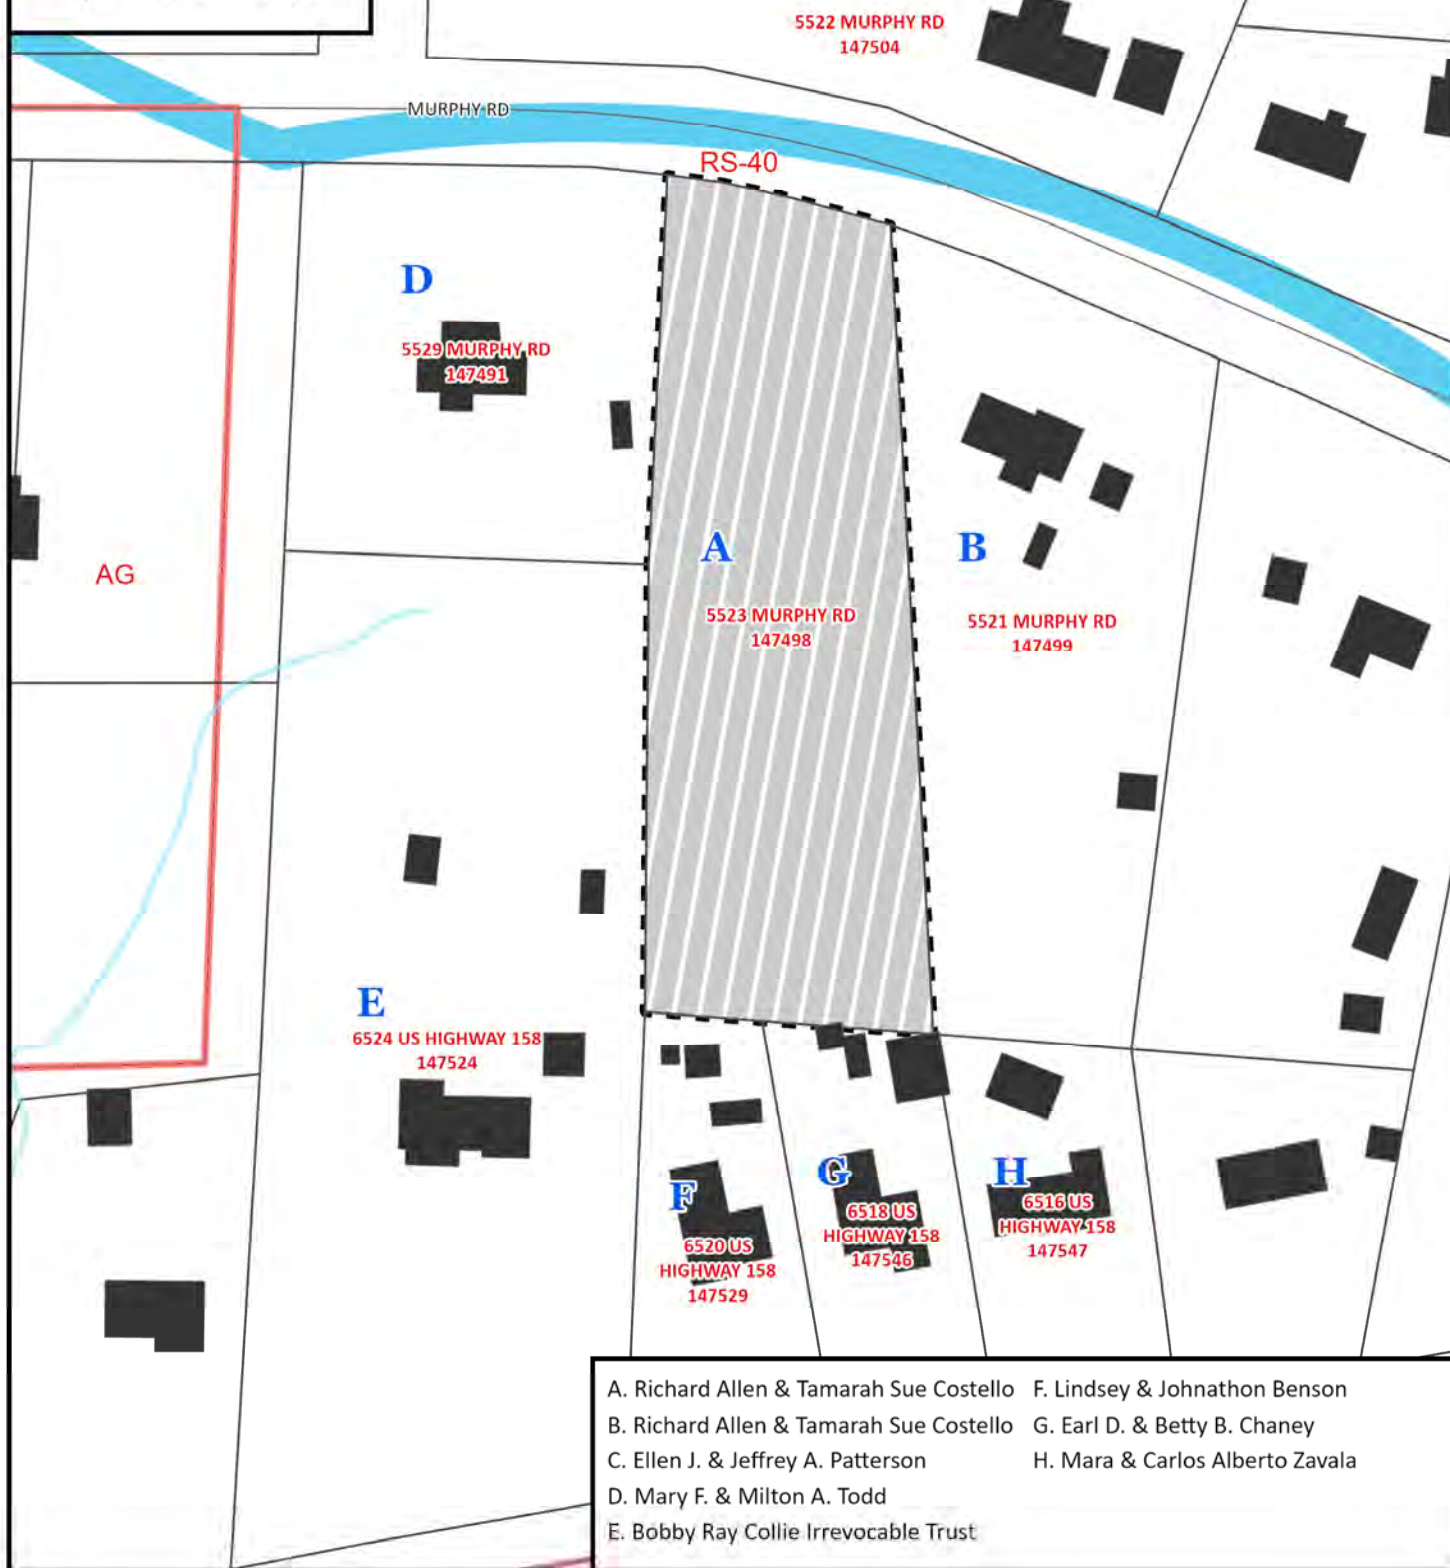 5522 MURPHY RD
147504
MURPHY RD
RS-40
D
5529 MURPHY RD
147491
A
B
AG
5523 MURPHY RD
147498
5521 MURPHY RD
147499
E
6524 US HIGHWAY 158
147524
F
G
H
6520 US
HIGHWAY 158
147529
6518 US
HIGHWAY 158
147546
6516 US
HIGHWAY 158
147547
A. Richard Allen & Tamarah Sue Costello
B. Richard Allen & Tamarah Sue Costello
C. Ellen J. & Jeffrey A. Patterson
D. Mary F. & Milton A. Todd
E. Bobby Ray Collie Irrevocable Trust
F. Lindsey & Johnathon Benson
G. Earl D. & Betty B. Chaney
H. Mara & Carlos Alberto Zavala